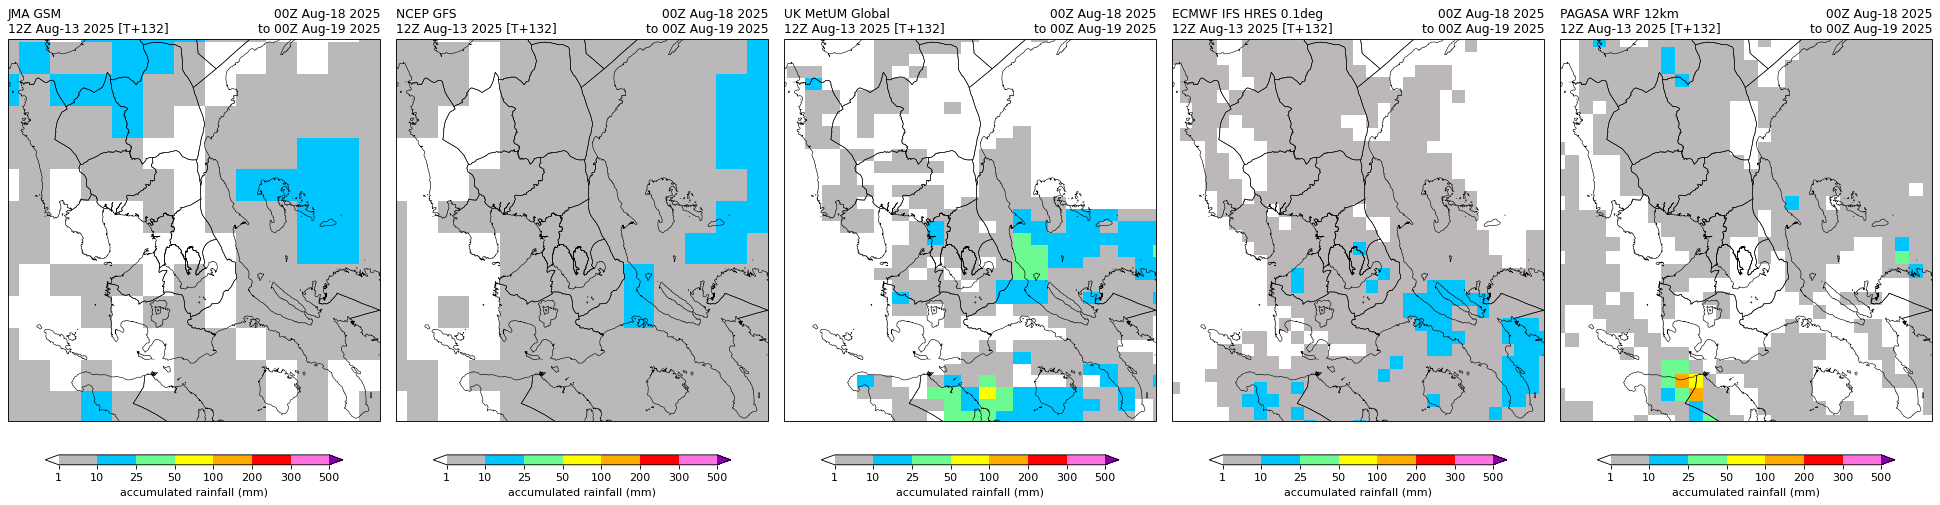 JMA GSM 00Z Aug-18 2025
12Z Aug-13 2025 [T+132] to 00Z Aug-19 2025
NCEP GFS 00Z Aug-18 2025
12Z Aug-13 2025 [T+132] to 00Z Aug-19 2025
UK MetUM Global 00Z Aug-18 2025
12Z Aug-13 2025 [T+132] to 00Z Aug-19 2025
ECMWF IFS HRES 0.1deg 00Z Aug-18 2025
12Z Aug-13 2025 [T+132] to 00Z Aug-19 2025
PAGASA WRF 12km 00Z Aug-18 2025
12Z Aug-13 2025 [T+132] to 00Z Aug-19 2025
1 10 25 50 100 200 300 500
accumulated rainfall (mm)
1 10 25 50 100 200 300 500
accumulated rainfall (mm)
1 10 25 50 100 200 300 500
accumulated rainfall (mm)
1 10 25 50 100 200 300 500
accumulated rainfall (mm)
1 10 25 50 100 200 300 500
accumulated rainfall (mm)